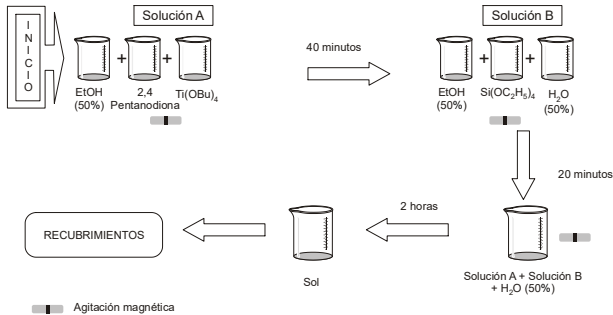 INICIO
Solución A
EtOH
(50%)
+
2,4
Pentanodiona
+
Ti(OBu)4
40 minutos
Solución B
EtOH
(50%)
+
Si(OC2H5)4
+
H2O
(50%)
20 minutos
Solución A + Solución B
+ H2O (50%)
2 horas
Sol
RECUBRIMIENTOS
Agitación magnética